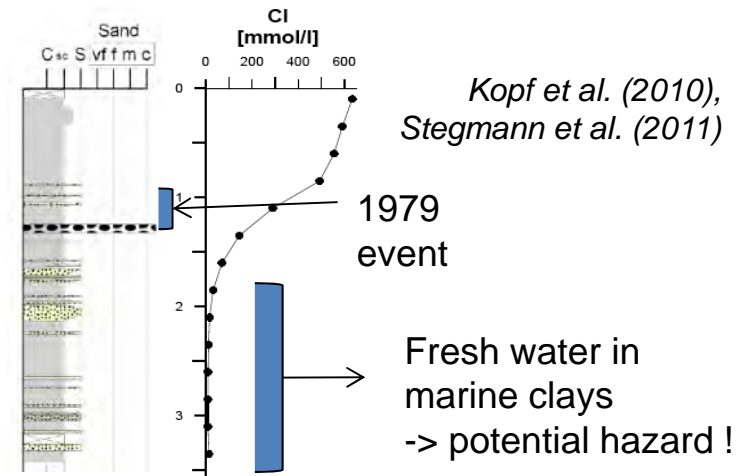 Sand
C sc S vf f m c
Cl
[mmol/l]
0 200 400 600
0
1
2
3
Kopf et al. (2010),
Stegmann et al. (2011)
1979
event
Fresh water in
marine clays
-> potential hazard !